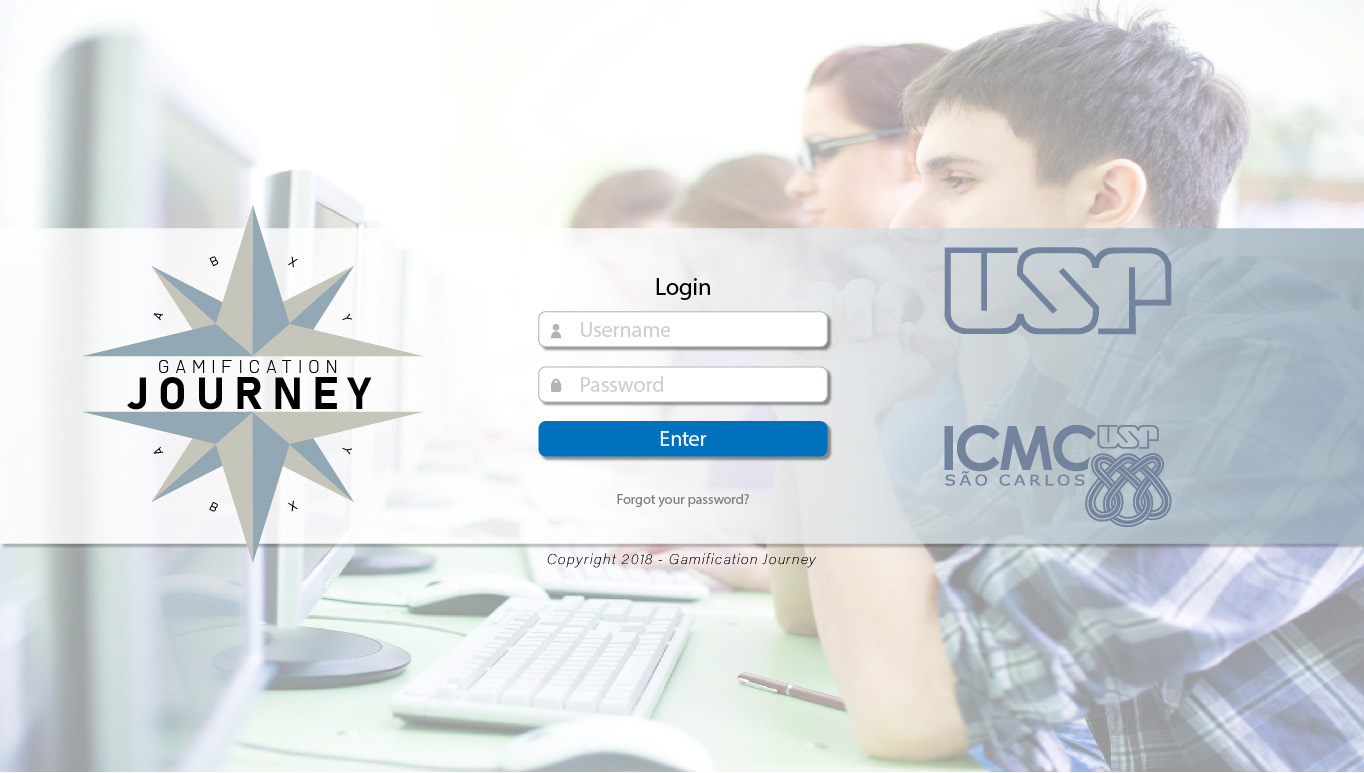 B X
A Y
GAMIFICATION
JOURNEY
A Y
B X
Login
Username
Password
Enter
Forgot your password?
USP
ICMC USP
SÃO CARLOS
Copyright 2018 - Gamification Journey